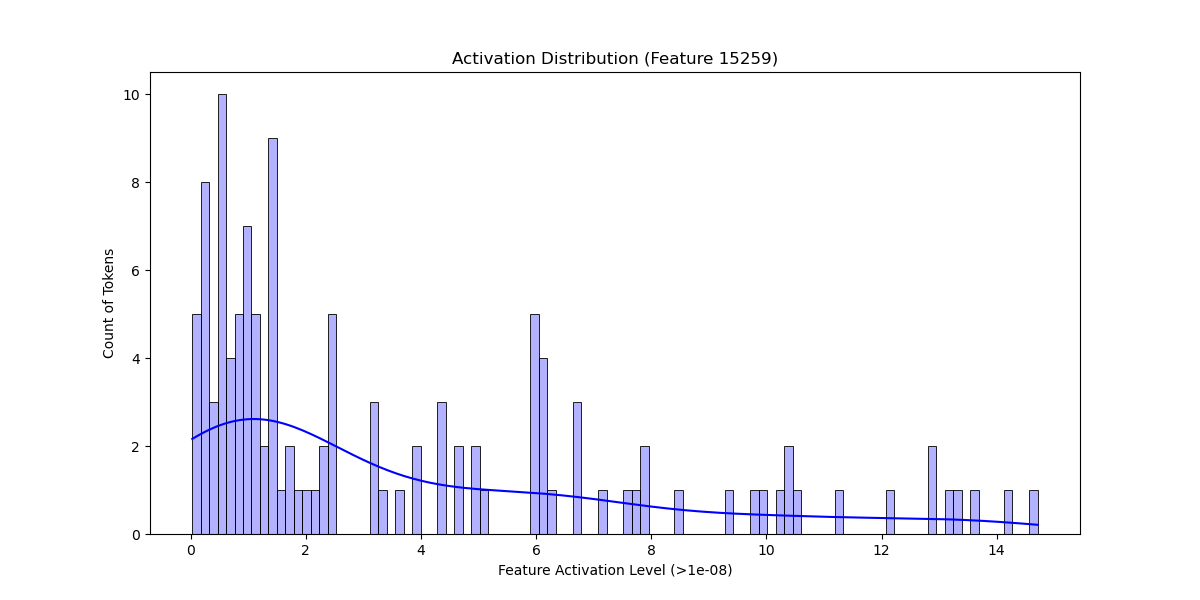 Activation Distribution (Feature 15259)
10
8
6
4
2
0
Count of Tokens
0 2 4 6 8 10 12 14
Feature Activation Level (>1e-08)